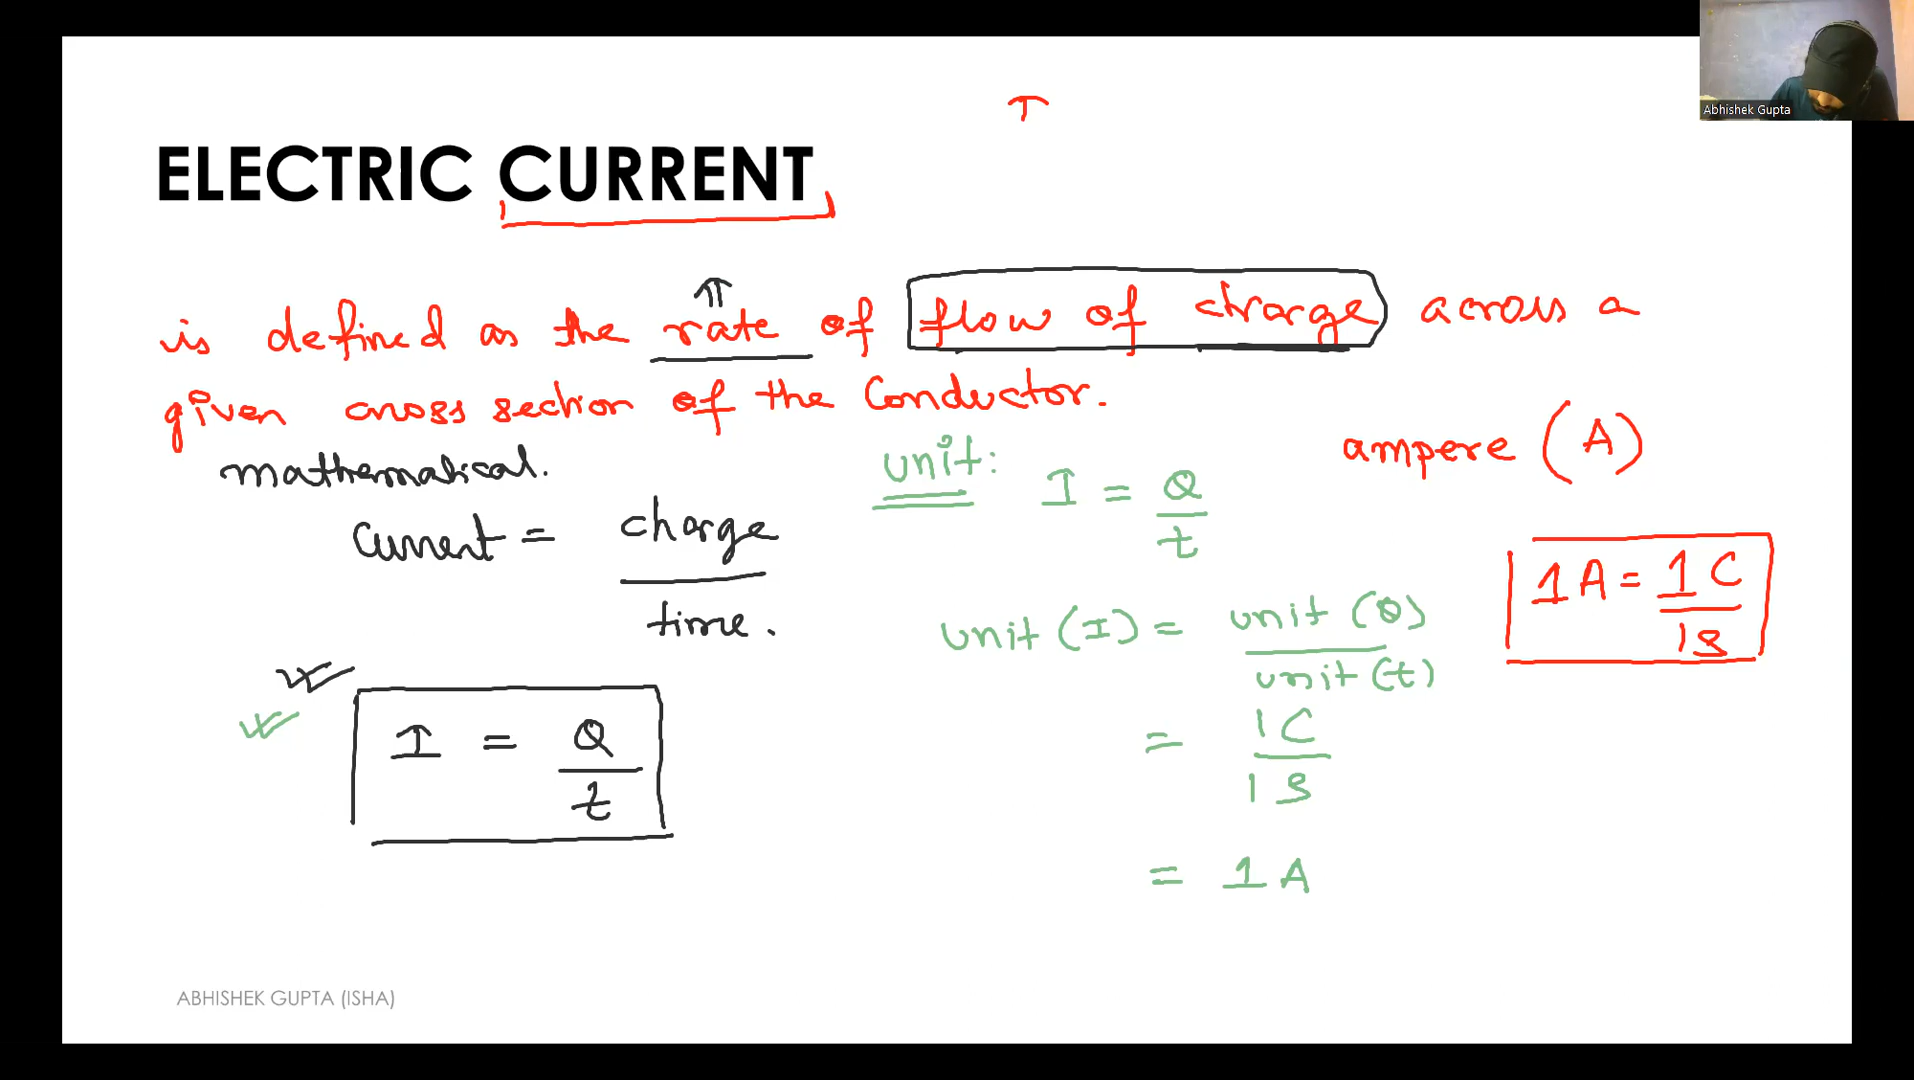 Abhishek Gupta
ELECTRIC CURRENT
is defined as the rate of flow of charge across a
given cross section of the Conductor.
mathematical.
Current = charge
time.
I = Q
t
unit:
I = Q
t
unit (I) = unit (Q)
unit (t)
= 1C
1s
= 1A
ampere (A)
1A = 1C
1s
ABHISHEK GUPTA (ISHA)